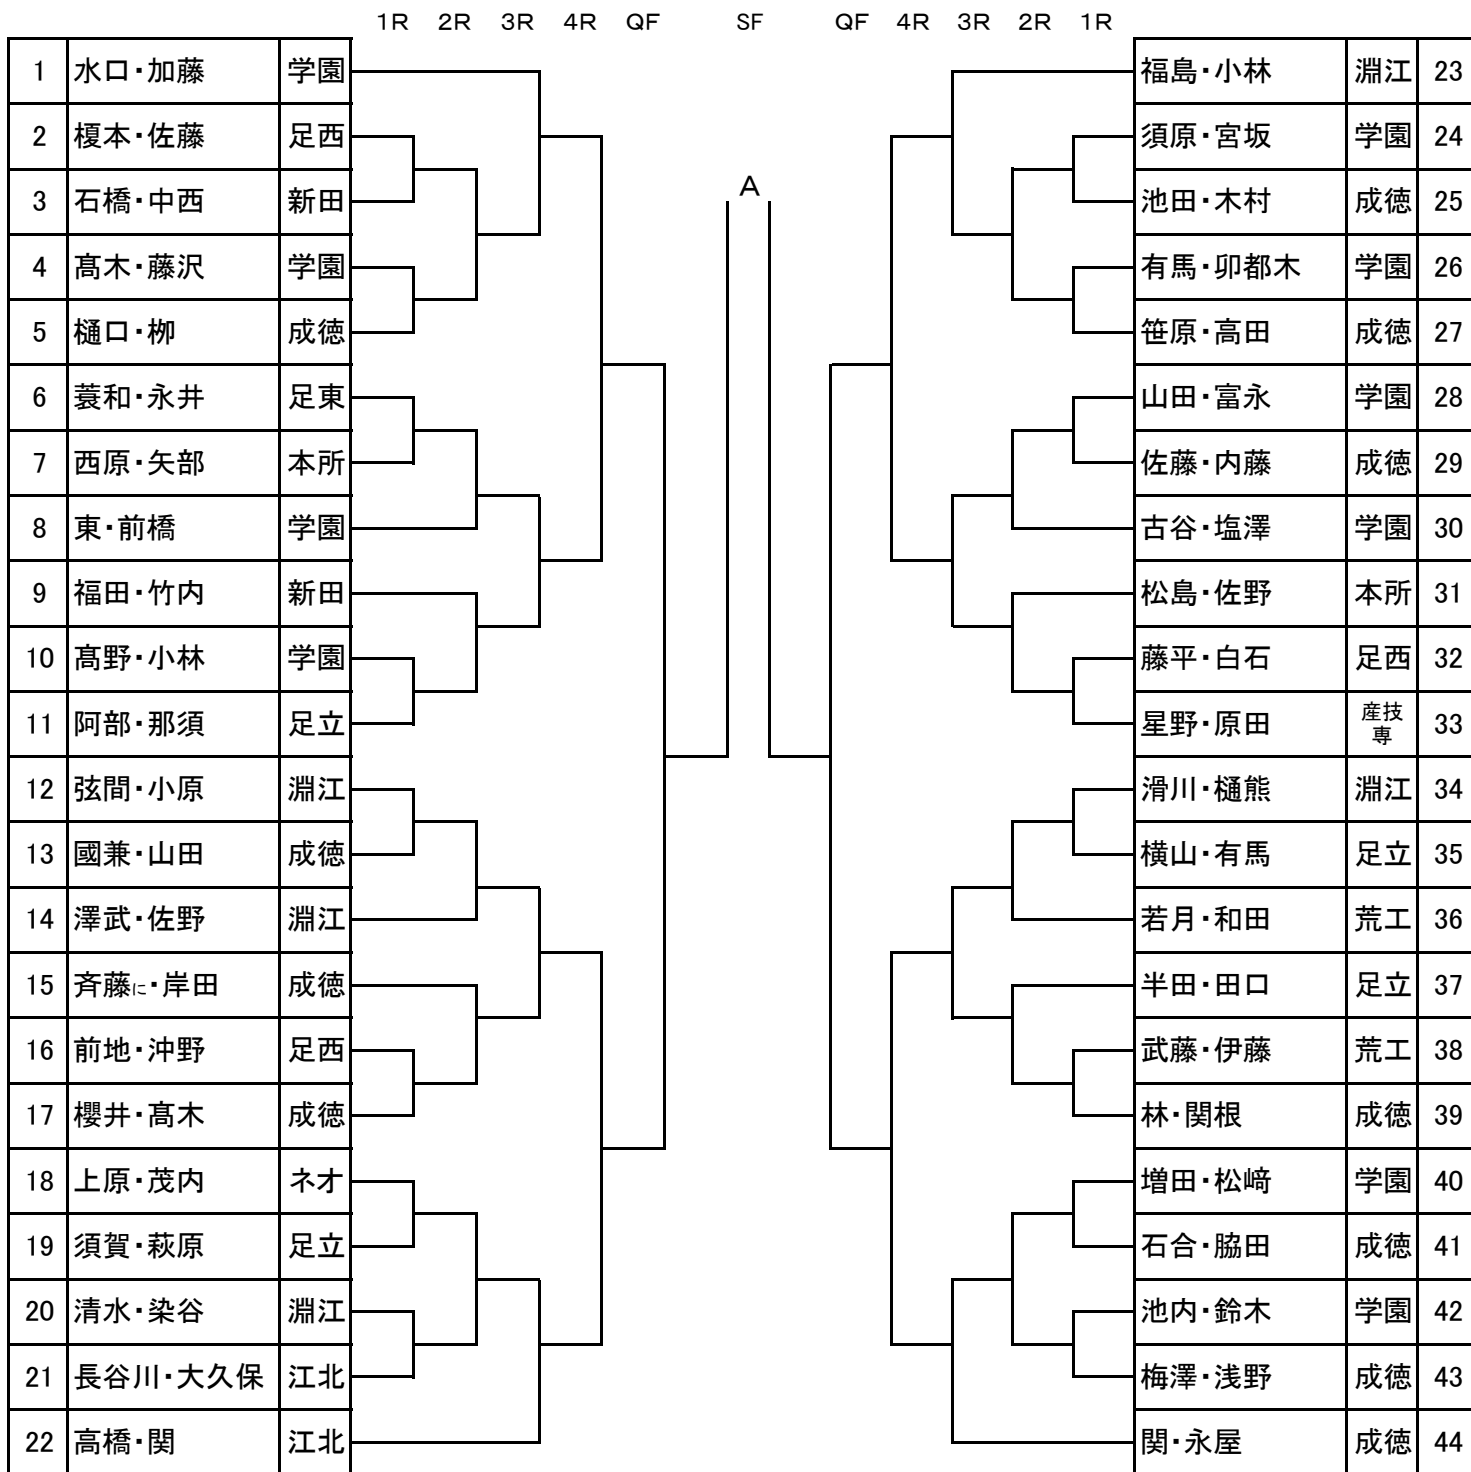 1R 2R 3R 4R QF SF QF 4R 3R 2R 1R
A
1 水口・加藤 学園
2 榎本・佐藤 足西
3 石橋・中西 新田
4 髙木・藤沢 学園
5 樋口・栁 成徳
6 蓑和・永井 足東
7 西原・矢部 本所
8 東・前橋 学園
9 福田・竹内 新田
10 髙野・小林 学園
11 阿部・那須 足立
12 弦間・小原 淵江
13 國兼・山田 成徳
14 澤武・佐野 淵江
15 斉藤に・岸田 成徳
16 前地・沖野 足西
17 櫻井・髙木 成徳
18 上原・茂内 ネオ
19 須賀・萩原 足立
20 清水・染谷 淵江
21 長谷川・大久保 江北
22 高橋・関 江北
福島・小林 淵江 23
須原・宮坂 学園 24
池田・木村 成徳 25
有馬・卯都木 学園 26
笹原・高田 成徳 27
山田・富永 学園 28
佐藤・内藤 成徳 29
古谷・塩澤 学園 30
松島・佐野 本所 31
藤平・白石 足西 32
星野・原田 産技専 33
滑川・樋熊 淵江 34
横山・有馬 足立 35
若月・和田 荒工 36
半田・田口 足立 37
武藤・伊藤 荒工 38
林・関根 成徳 39
増田・松﨑 学園 40
石合・脇田 成徳 41
池内・鈴木 学園 42
梅澤・浅野 成徳 43
関・永屋 成徳 44